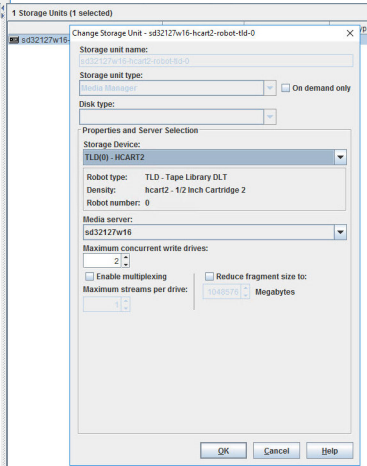 1 Storage Units (1 selected)
sd32127w16-
Change Storage Unit - sd32127w16-hcart2-robot-tld-0
Storage unit name:
sd32127w16-hcart2-robot-tld-0
Storage unit type:
Media Manager
On demand only
Disk type:
Properties and Server Selection
Storage Device:
TLD(0) - HCART2
Robot type: TLD - Tape Library DLT
Density: hcart2 - 1/2 Inch Cartridge 2
Robot number: 0
Media server:
sd32127w16
Maximum concurrent write drives:
2
Enable multiplexing
Reduce fragment size to:
Maximum streams per drive:
1048576 Megabytes
OK Cancel Help